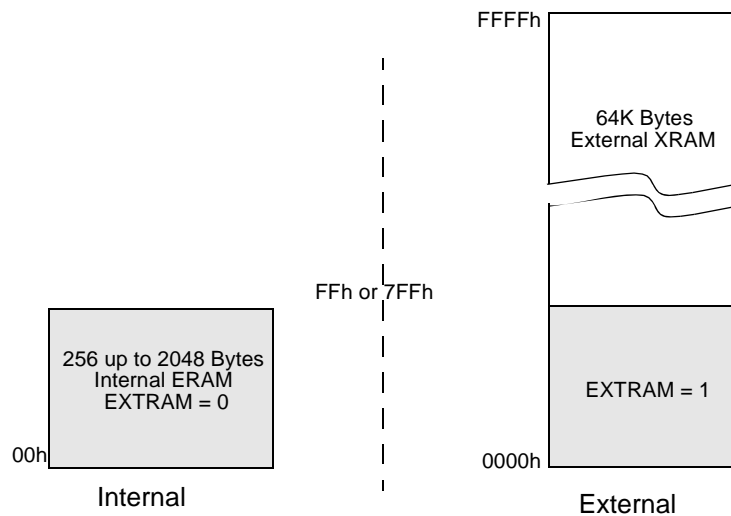 FFFFh
64K Bytes
External XRAM
FFh or 7FFh
256 up to 2048 Bytes
Internal ERAM
EXTRAM = 0
EXTRAM = 1
00h
0000h
Internal
External